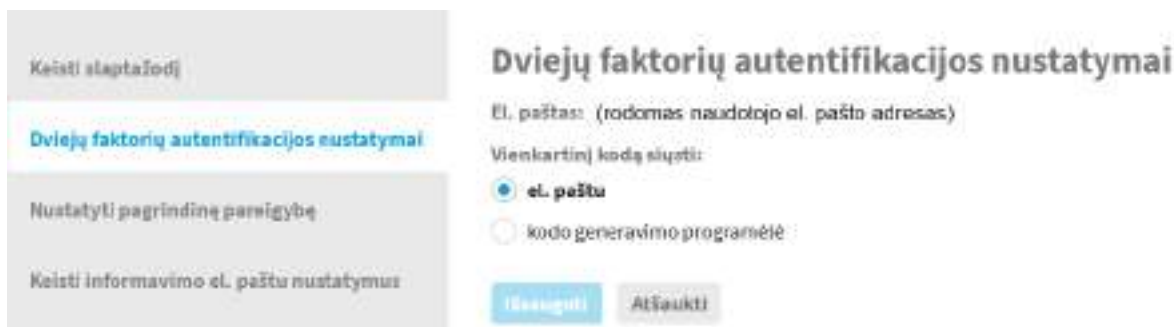 Keisti slaptažodį
Dviejų faktorių autentifikacijos nustatymai
Nustatyti pagrindinę pareigybę
Keisti informavimo el. paštu nustatymus
Dviejų faktorių autentifikacijos nustatymai
El. paštas: (rodomas naudotojo el. pašto adresas)
Vienkartinį kodą siųsti:
el. paštu
kodo generavimo programėlė
Išsaugoti Atšaukti